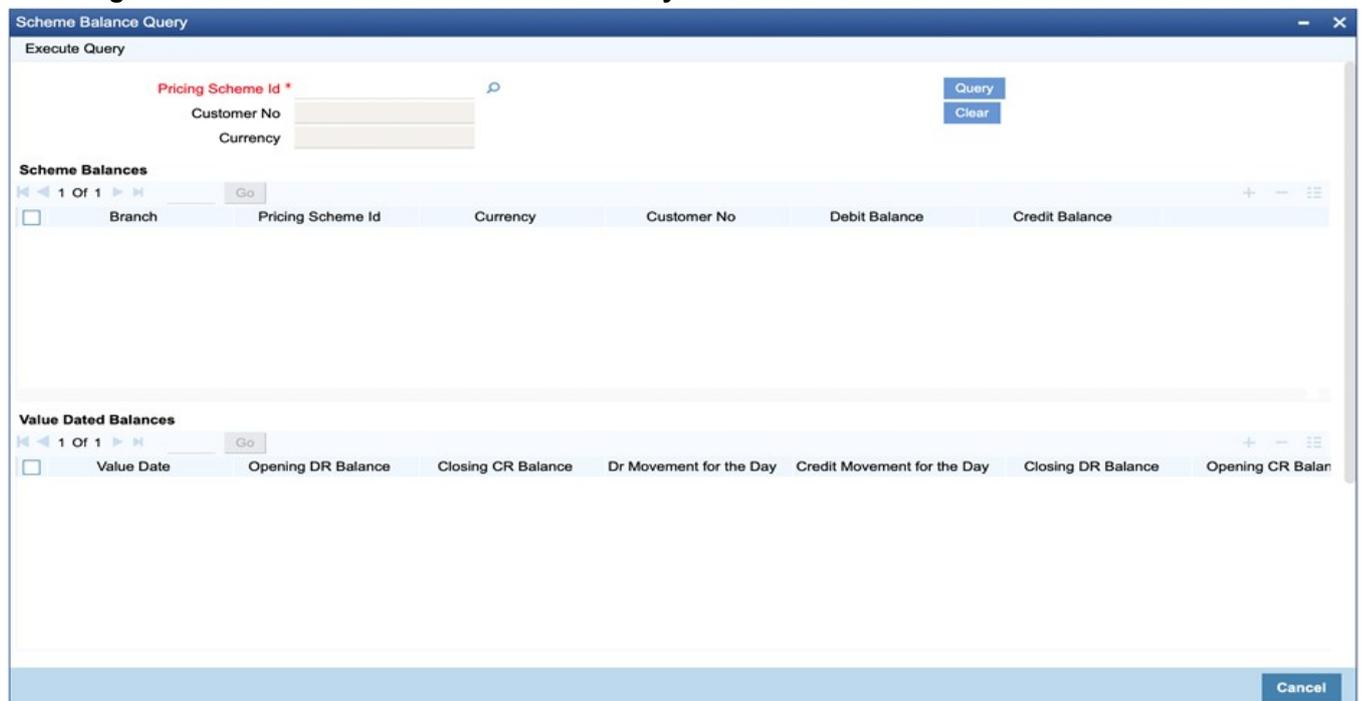 Scheme Balance Query
Execute Query
Pricing Scheme Id *
Query
Customer No
Clear
Currency
Scheme Balances
1 Of 1 Go
Branch Pricing Scheme Id Currency Customer No Debit Balance Credit Balance
Value Dated Balances
1 Of 1 Go
Value Date Opening DR Balance Closing CR Balance Dr Movement for the Day Credit Movement for the Day Closing DR Balance Opening CR Balan
Cancel